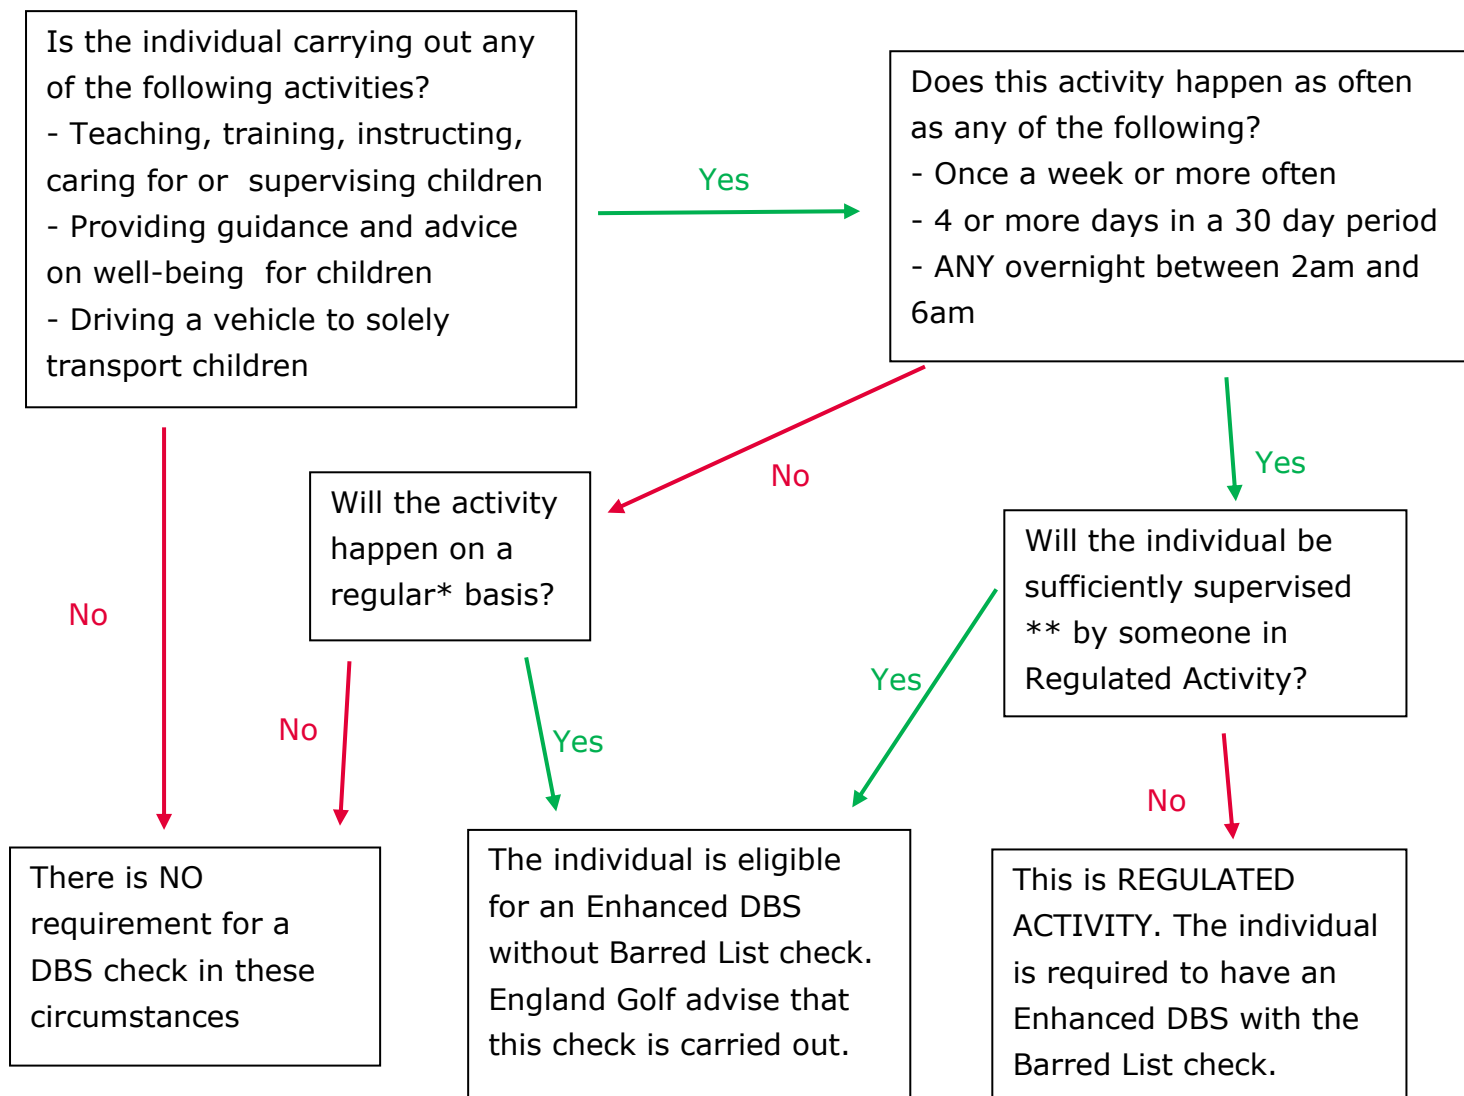 Is the individual carrying out any
of the following activities?
- Teaching, training, instructing,
caring for or  supervising children
- Providing guidance and advice
on well-being  for children
- Driving a vehicle to solely
transport children
Yes
Does this activity happen as often
as any of the following?
- Once a week or more often
- 4 or more days in a 30 day period
- ANY overnight between 2am and
6am
No
No
Yes
Will the activity
happen on a
regular* basis?
Will the individual be
sufficiently supervised
** by someone in
Regulated Activity?
No
Yes
Yes
No
There is NO
requirement for a
DBS check in these
circumstances
The individual is eligible
for an Enhanced DBS
without Barred List check.
England Golf advise that
this check is carried out.
This is REGULATED
ACTIVITY. The individual
is required to have an
Enhanced DBS with the
Barred List check.